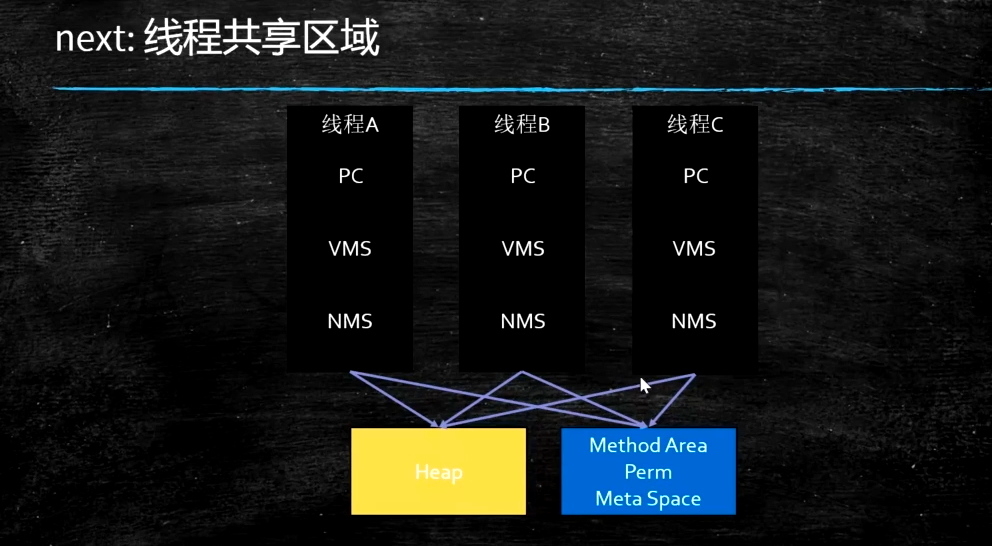 next: 线程共享区域
线程A
线程B
线程C
PC
PC
PC
VMS
VMS
VMS
NMS
NMS
NMS
Heap
Method Area
Perm
Meta Space